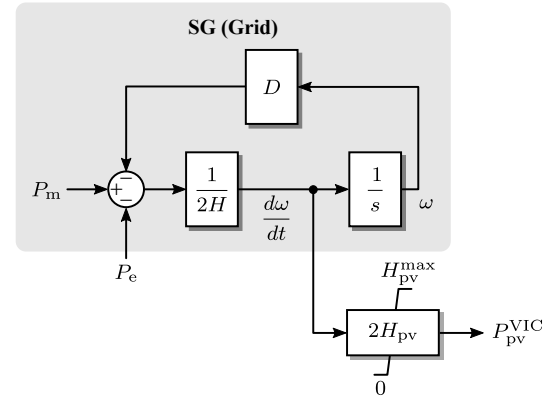 SG (Grid)
D
P_m
+
−
−
1/2H
dω/dt
1/s
ω
P_e
H_pv^max
2H_pv
P_pv^VIC
0